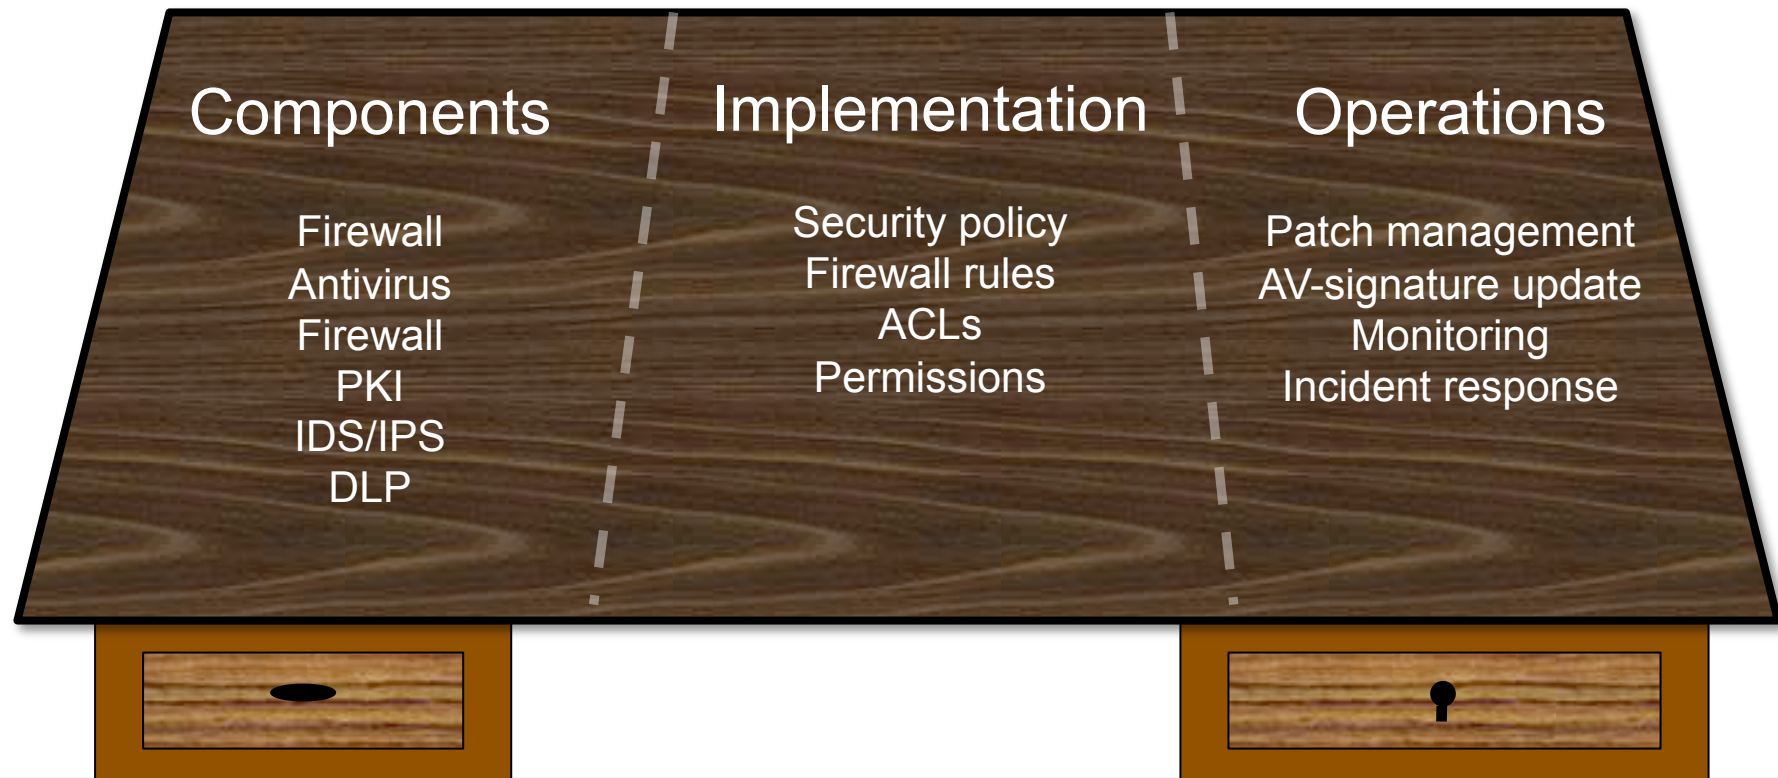 Components
Firewall
Antivirus
Firewall
PKI
IDS/IPS
DLP
Implementation
Security policy
Firewall rules
ACLs
Permissions
Operations
Patch management
AV-signature update
Monitoring
Incident response